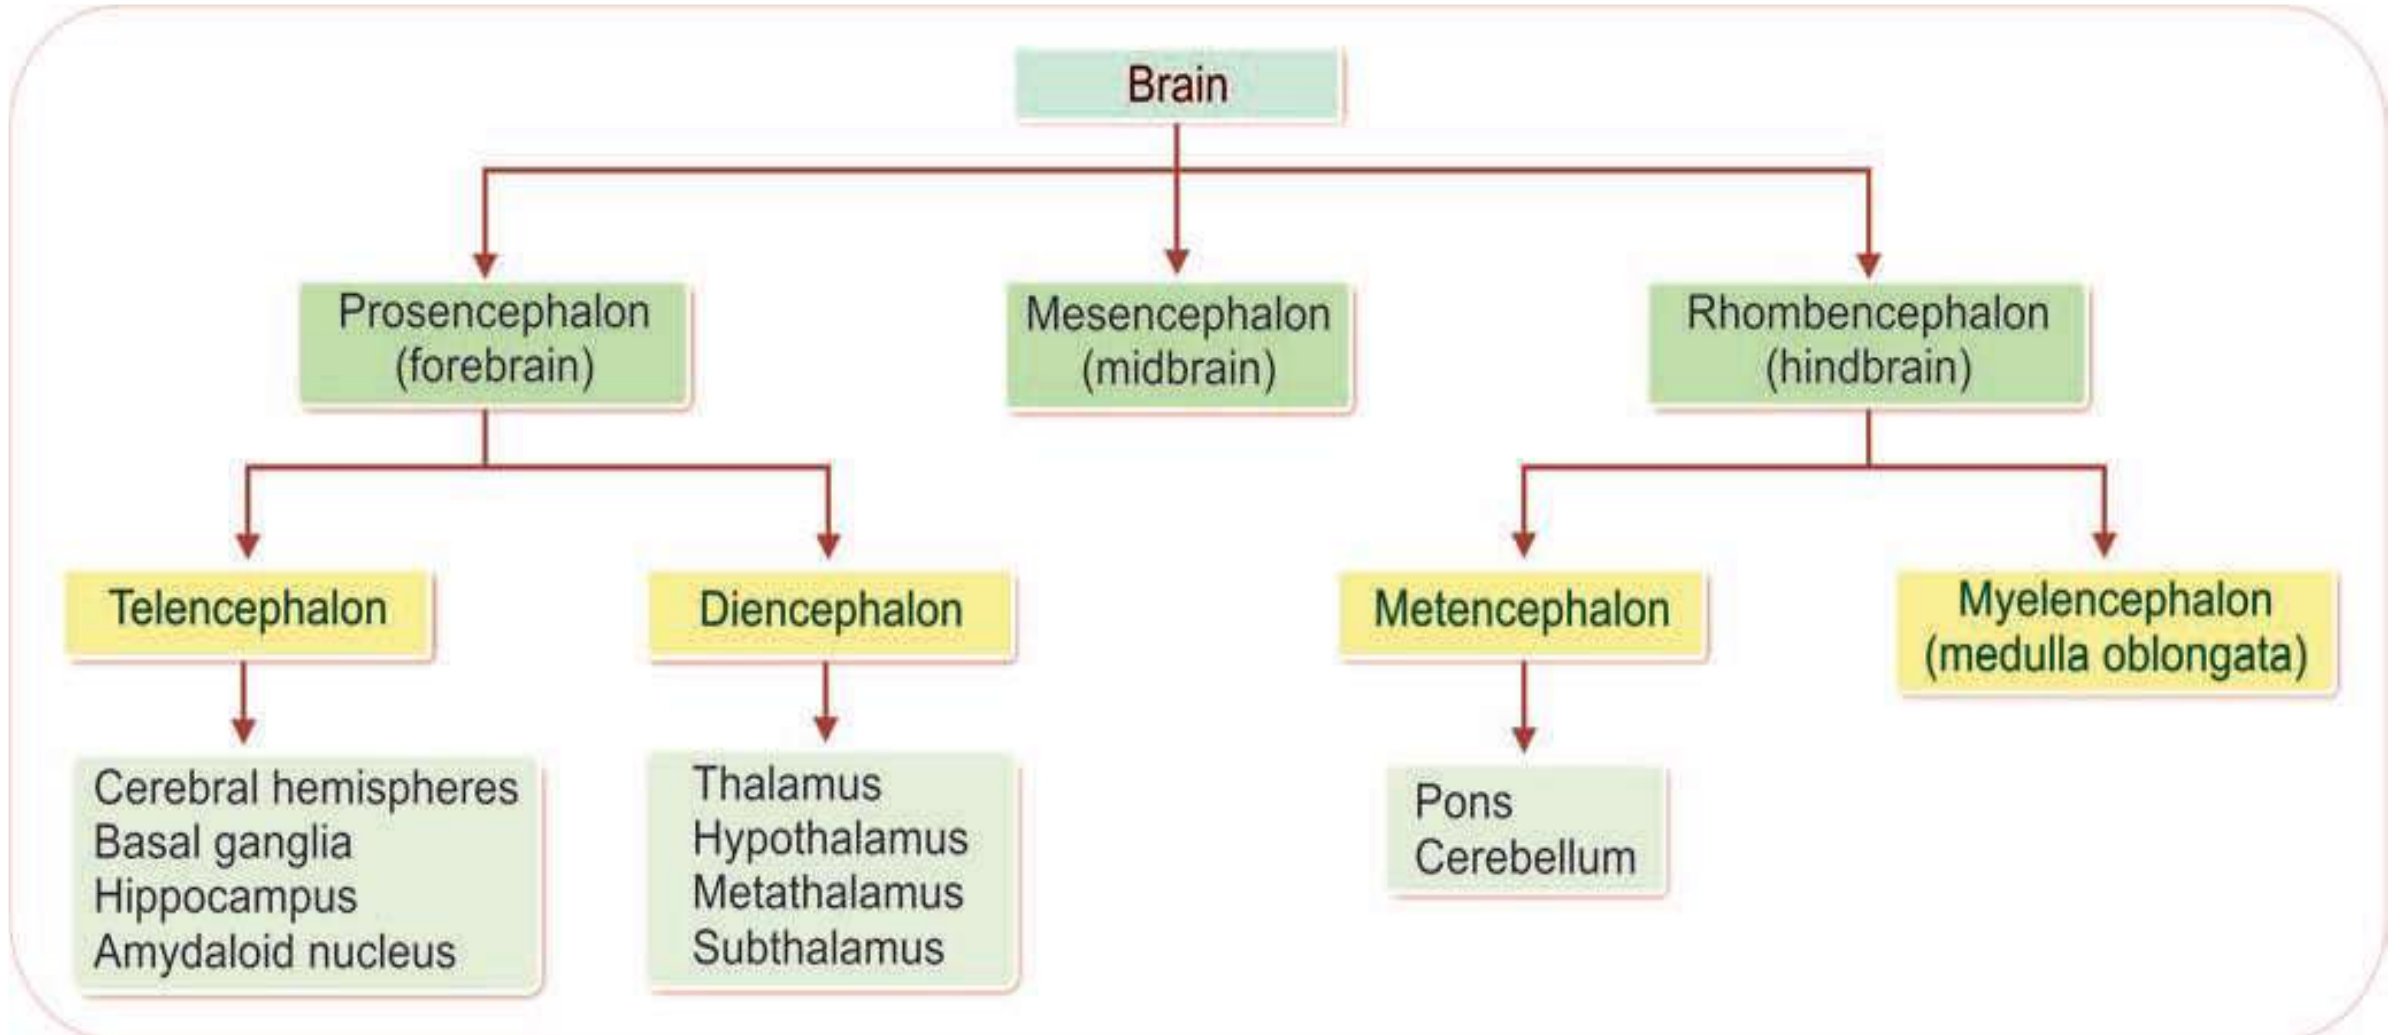 Brain
Prosencephalon
(forebrain)
Mesencephalon
(midbrain)
Rhombencephalon
(hindbrain)
Telencephalon
Diencephalon
Metencephalon
Myelencephalon
(medulla oblongata)
Cerebral hemispheres
Basal ganglia
Hippocampus
Amydaloid nucleus
Thalamus
Hypothalamus
Metathalamus
Subthalamus
Pons
Cerebellum